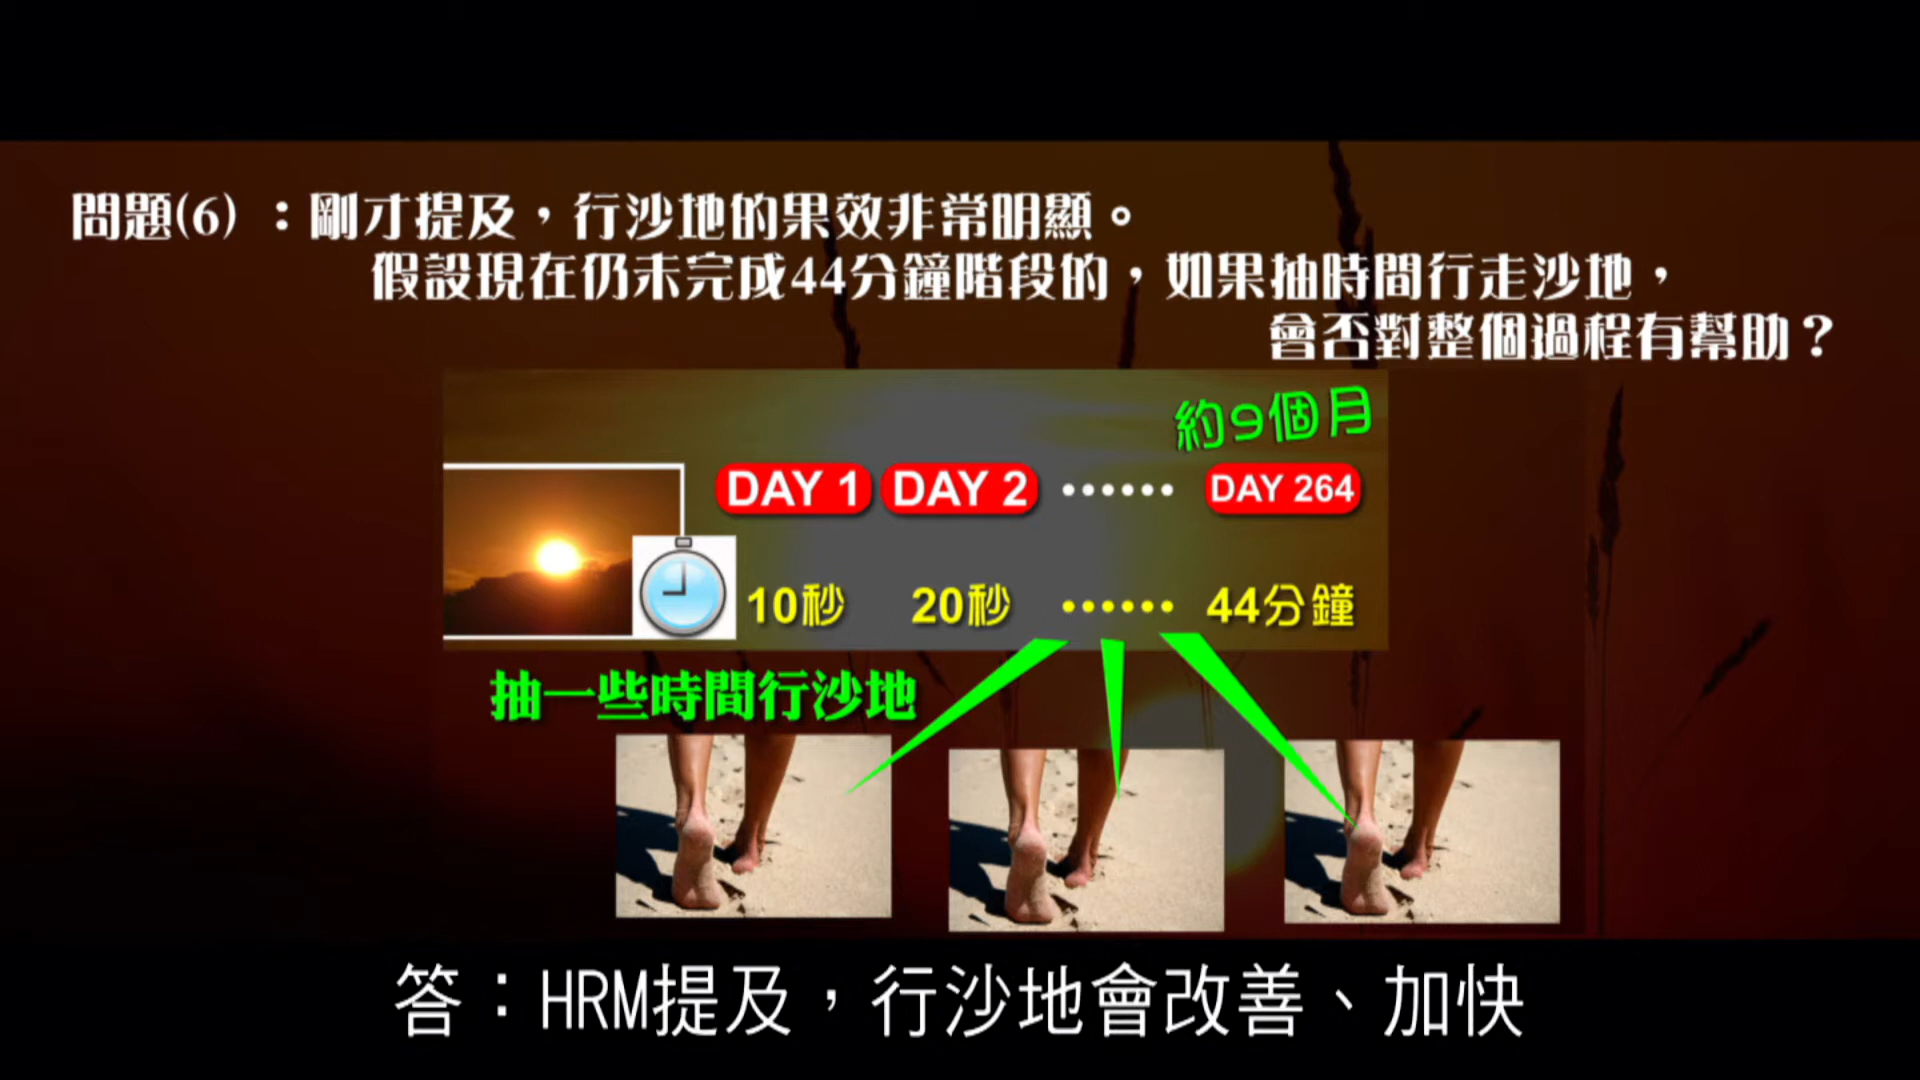 問題(6)：剛才提及，行沙地的果效非常明顯。
假設現在仍未完成44分鐘階段的，如果抽時間行走沙地，
會否對整個過程有幫助？
約9個月
DAY 1 DAY 2 ⋯⋯ DAY 264
10秒 20秒 ⋯⋯ 44分鐘
抽一些時間行沙地
答：HRM提及，行沙地會改善、加快